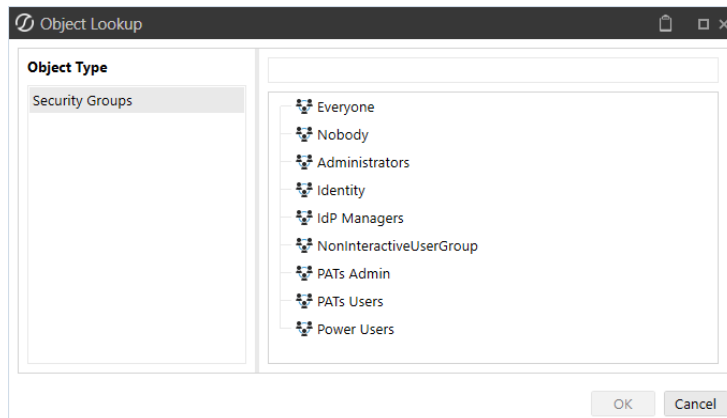 Object Lookup
Object Type
Security Groups
Everyone
Nobody
Administrators
Identity
IdP Managers
NonInteractiveUserGroup
PATs Admin
PATs Users
Power Users
OK
Cancel